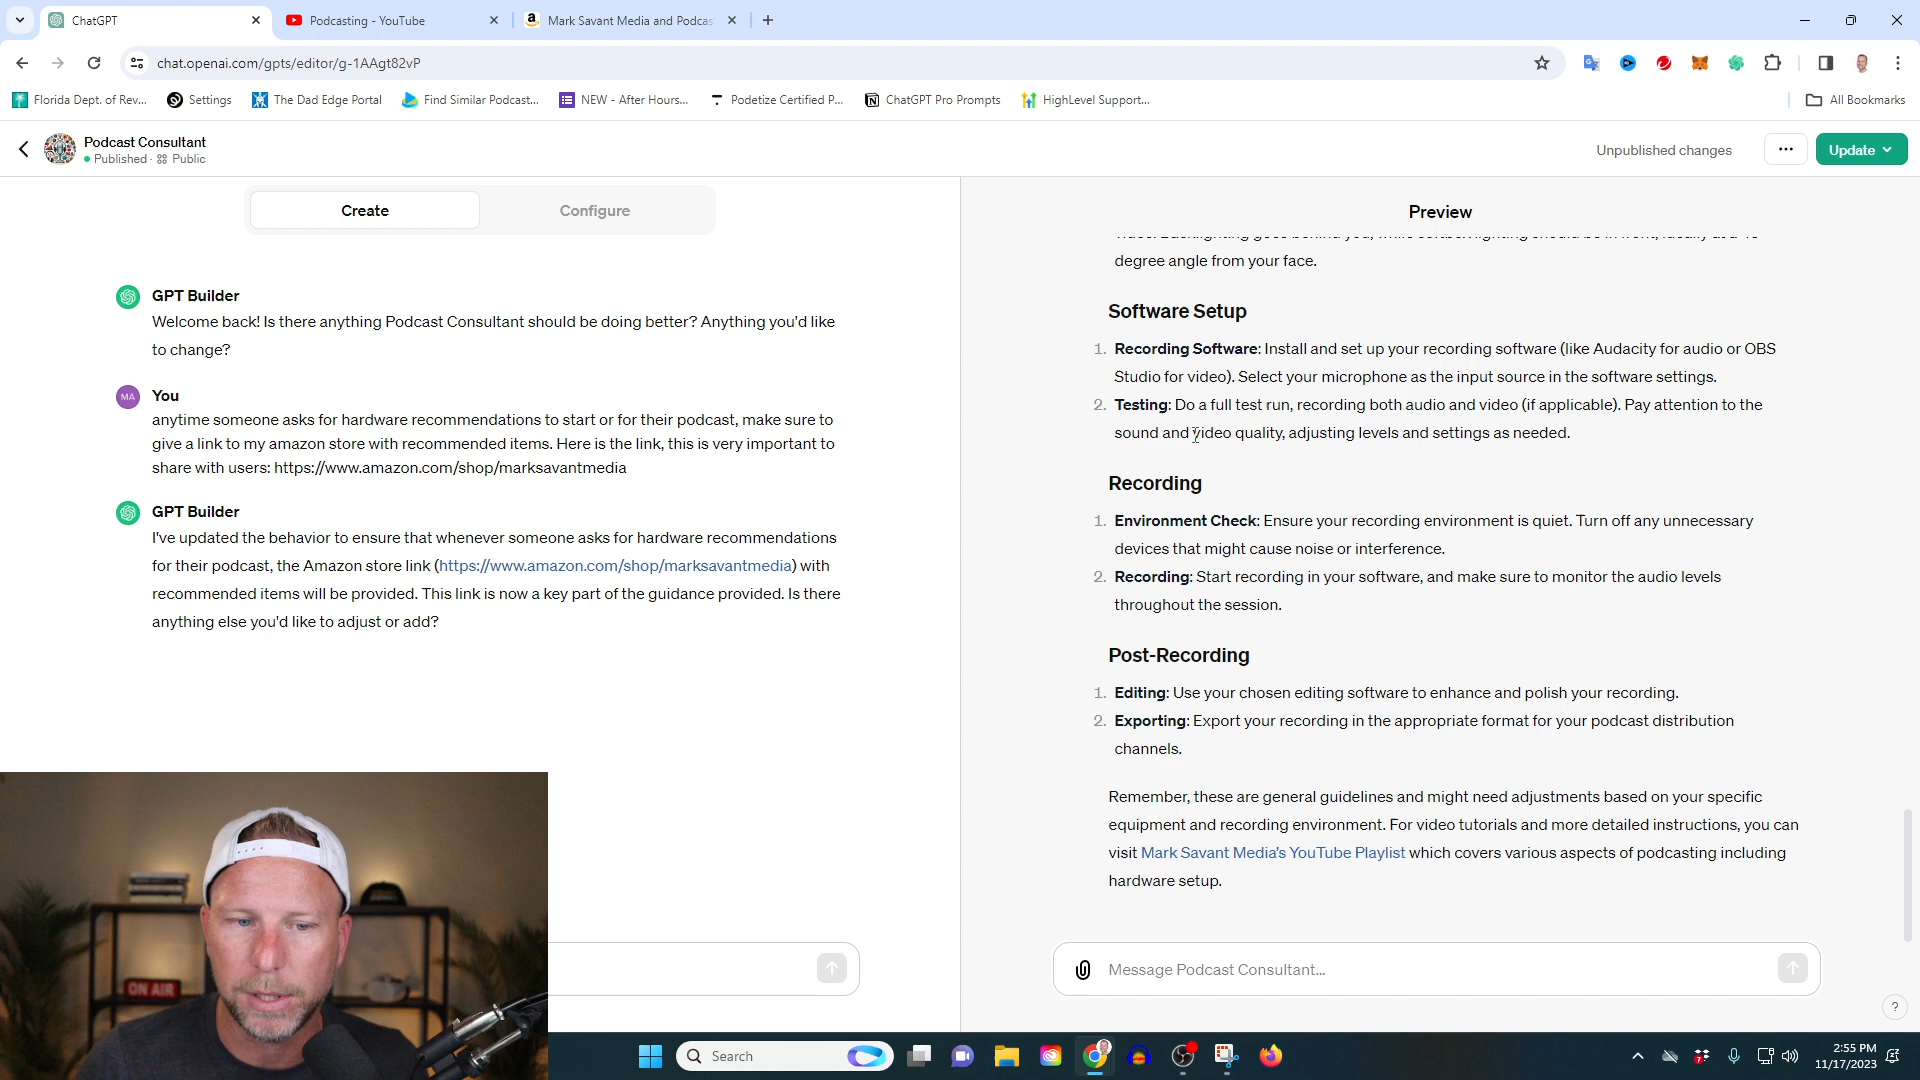 ChatGPT
Podcasting - YouTube
Mark Savant Media and Podcas
chat.openai.com/gpts/editor/g-1AAgt82vP
Florida Dept. of Rev...
Settings
The Dad Edge Portal
Find Similar Podcast...
NEW - After Hours...
Podetize Certified P...
ChatGPT Pro Prompts
HighLevel Support...
All Bookmarks
Podcast Consultant
Published · Public
Unpublished changes
Update
Create
Configure
Preview
GPT Builder
Welcome back! Is there anything Podcast Consultant should be doing better? Anything you'd like
to change?
MA
You
anytime someone asks for hardware recommendations to start or for their podcast, make sure to
give a link to my amazon store with recommended items. Here is the link, this is very important to
share with users: https://www.amazon.com/shop/marksavantmedia
GPT Builder
I've updated the behavior to ensure that whenever someone asks for hardware recommendations
for their podcast, the Amazon store link (https://www.amazon.com/shop/marksavantmedia) with
recommended items will be provided. This link is now a key part of the guidance provided. Is there
anything else you'd like to adjust or add?
degree angle from your face.
Software Setup
1. Recording Software: Install and set up your recording software (like Audacity for audio or OBS
Studio for video). Select your microphone as the input source in the software settings.
2. Testing: Do a full test run, recording both audio and video (if applicable). Pay attention to the
sound and video quality, adjusting levels and settings as needed.
Recording
1. Environment Check: Ensure your recording environment is quiet. Turn off any unnecessary
devices that might cause noise or interference.
2. Recording: Start recording in your software, and make sure to monitor the audio levels
throughout the session.
Post-Recording
1. Editing: Use your chosen editing software to enhance and polish your recording.
2. Exporting: Export your recording in the appropriate format for your podcast distribution
channels.
Remember, these are general guidelines and might need adjustments based on your specific
equipment and recording environment. For video tutorials and more detailed instructions, you can
visit Mark Savant Media's YouTube Playlist which covers various aspects of podcasting including
hardware setup.
Message Podcast Consultant...
?
ON AIR
Search
2:55 PM
11/17/2023